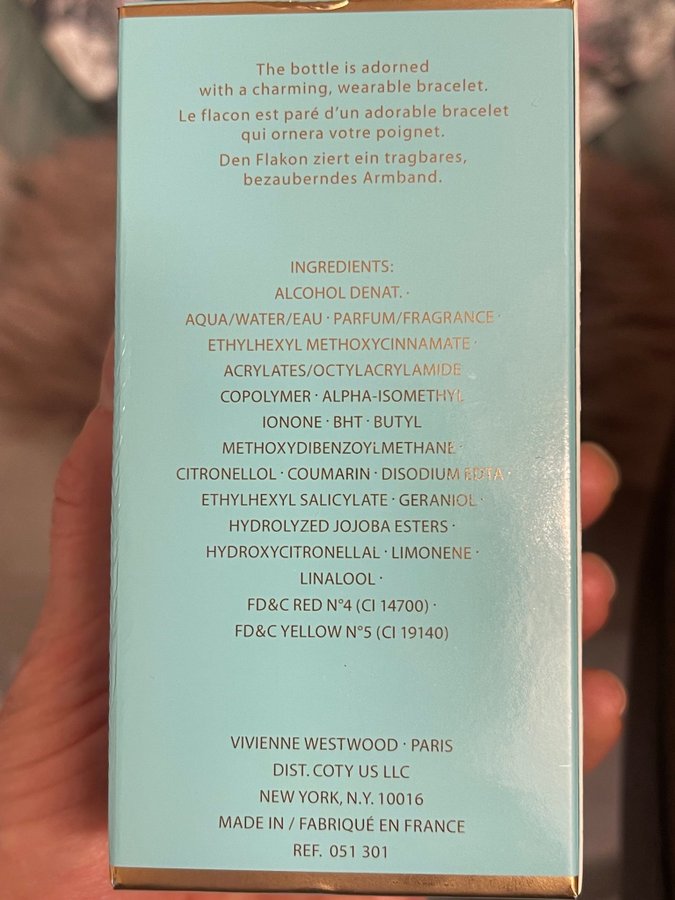 The bottle is adorned
with a charming, wearable bracelet.
Le flacon est paré d'un adorable bracelet
qui ornera votre poignet.
Den Flakon ziert ein tragbares,
bezauberndes Armband.
INGREDIENTS:
ALCOHOL DENAT. ·
AQUA/WATER/EAU · PARFUM/FRAGRANCE ·
ETHYLHEXYL METHOXYCINNAMATE ·
ACRYLATES/OCTYLACRYLAMIDE
COPOLYMER · ALPHA-ISOMETHYL
IONONE · BHT · BUTYL
METHOXYDIBENZOYLMETHANE ·
CITRONELLOL · COUMARIN · DISODIUM EDTA ·
ETHYLHEXYL SALICYLATE · GERANIOL ·
HYDROLYZED JOJOBA ESTERS ·
HYDROXYCITRONELLAL · LIMONENE ·
LINALOOL ·
FD&C RED N°4 (CI 14700) ·
FD&C YELLOW N°5 (CI 19140)
VIVIENNE WESTWOOD · PARIS
DIST. COTY US LLC
NEW YORK, N.Y. 10016
MADE IN / FABRIQUÉ EN FRANCE
REF. 051 301